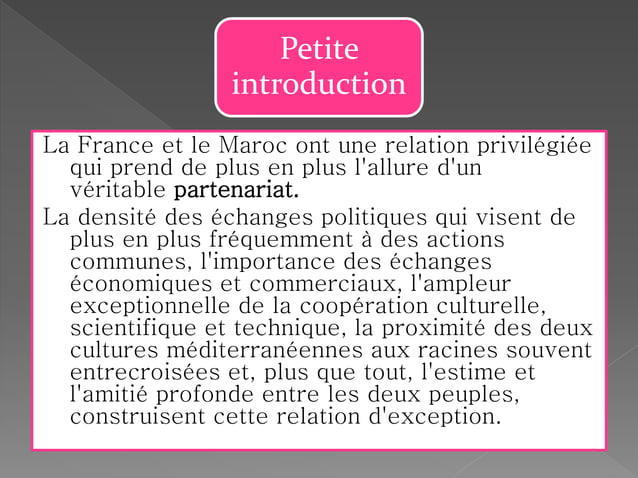 Petite
introduction
La France et le Maroc ont une relation privilégiée
qui prend de plus en plus l'allure d'un
véritable partenariat.
La densité des échanges politiques qui visent de
plus en plus fréquemment à des actions
communes, l'importance des échanges
économiques et commerciaux, l'ampleur
exceptionnelle de la coopération culturelle,
scientifique et technique, la proximité des deux
cultures méditerranéennes aux racines souvent
entrecroisées et, plus que tout, l'estime et
l'amitié profonde entre les deux peuples,
construisent cette relation d'exception.